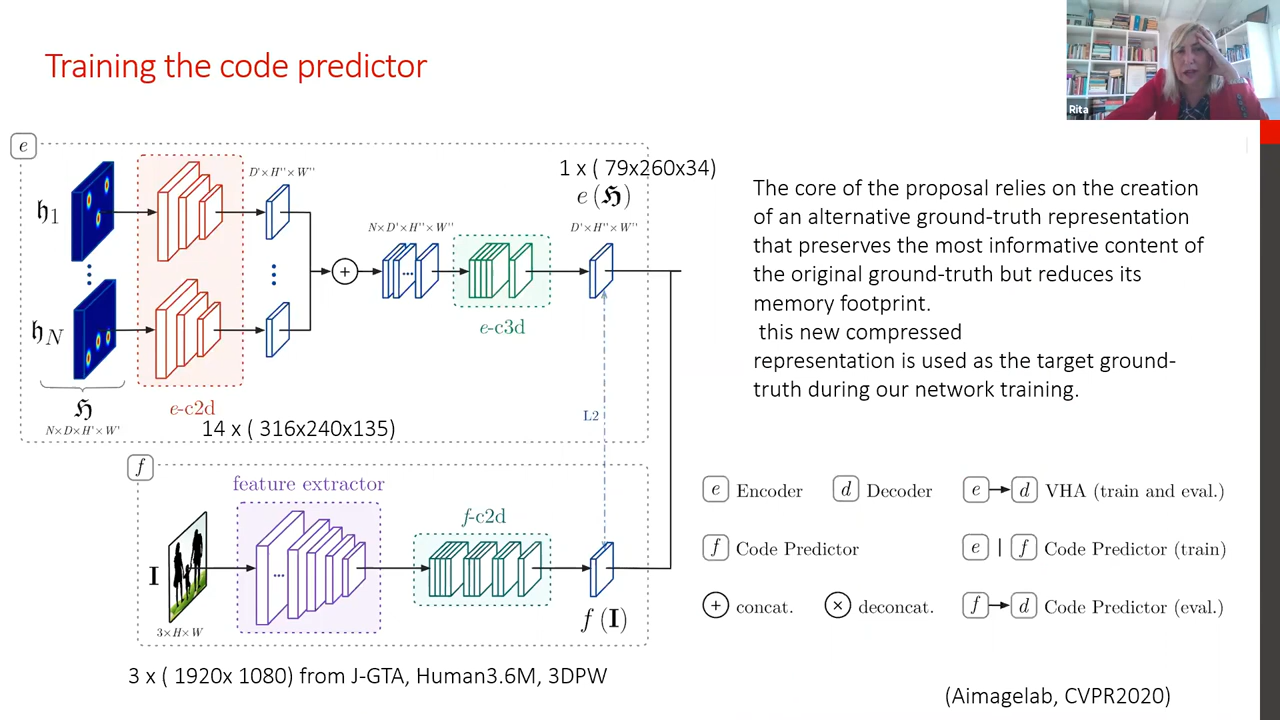 Training the code predictor
Rita
e
1 x ( 79x260x34)
e (ℌ)
D'×H''×W''
D'×H''×W''
N×D'×H''×W''
𝔥1
𝔥N
+
e-c3d
e-c2d
ℌ
N×D×H'×W'
14 x ( 316x240x135)
L2
f
feature extractor
f-c2d
I
3×H×W
f (I)
3 x ( 1920x 1080) from J-GTA, Human3.6M, 3DPW
The core of the proposal relies on the creation
of an alternative ground-truth representation
that preserves the most informative content of
the original ground-truth but reduces its
memory footprint.
this new compressed
representation is used as the target ground-
truth during our network training.
e Encoder d Decoder e d VHA (train and eval.)
f Code Predictor e | f Code Predictor (train)
+ concat. × deconcat. f d Code Predictor (eval.)
(Aimagelab, CVPR2020)